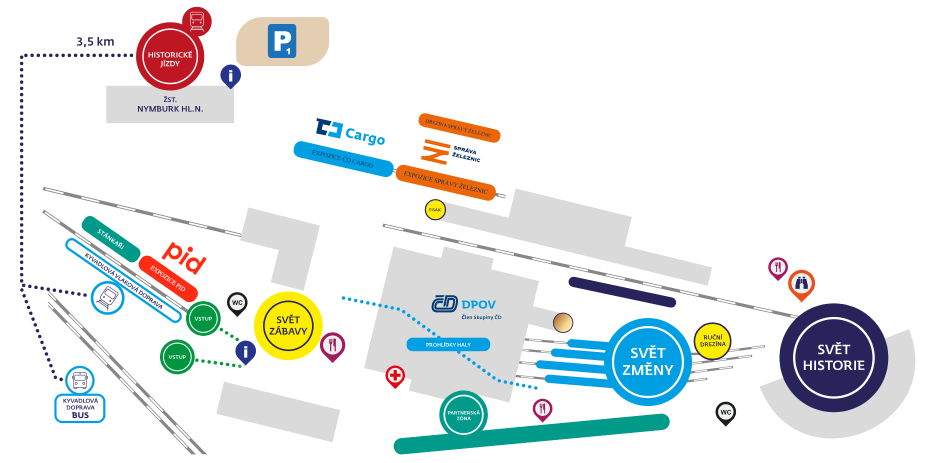 3,5 km
HISTORICKÉ
JÍZDY
P
1
i
ŽST.
NYMBURK HL.N.
Cargo
EXPOZICE ČD CARGO
DREZÍNA SPRÁVY ŽELEZNIC
SPRÁVA
ŽELEZNIC
EXPOZICE SPRÁVY ŽELEZNIC
STÁNKAŘI
pid
EXPOZICE PID
KYVADLOVÁ VLAKOVÁ DOPRAVA
VSTUP
WC
SVĚT
ZÁBAVY
VSTUP
i
KYVADLOVÁ
DOPRAVA
BUS
ČD DPOV
Člen Skupiny ČD
PROHLÍDKY HALY
PARTNERSKÁ
ZÓNA
SVĚT
ZMĚNY
RUČNÍ
DREZÍNA
WC
SVĚT
HISTORIE